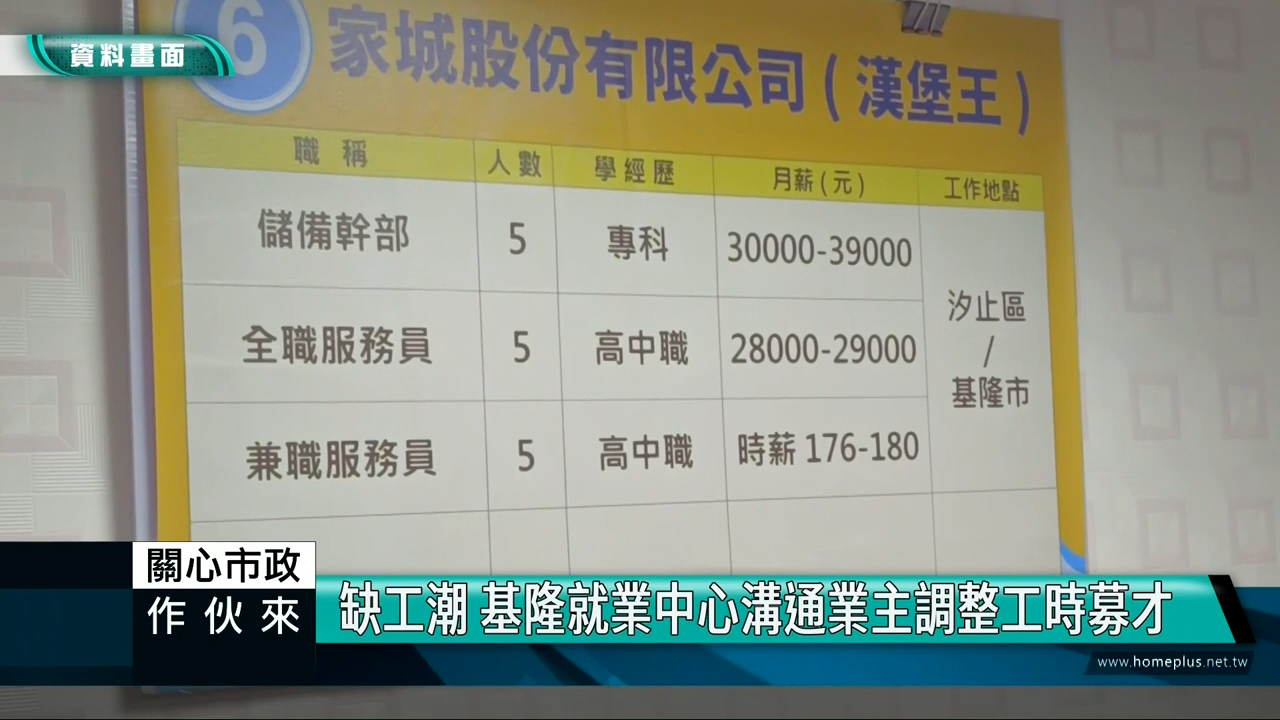 資料畫面
6
家城股份有限公司(漢堡王)
職稱 人數 學經歷 月薪(元) 工作地點
儲備幹部 5 專科 30000-39000
全職服務員 5 高中職 28000-29000
兼職服務員 5 高中職 時薪 176-180
汐止區
/
基隆市
關心市政
作伙來
缺工潮 基隆就業中心溝通業主調整工時募才
www.homeplus.net.tw